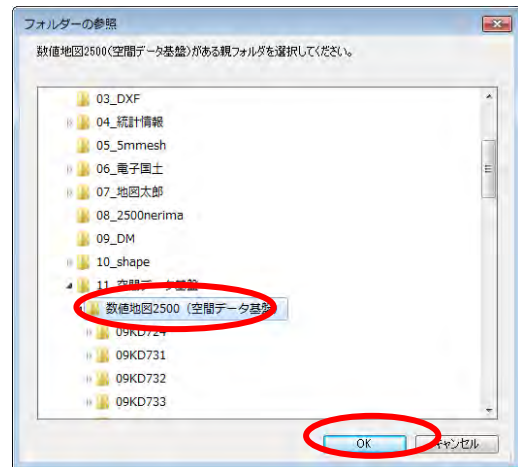 フォルダーの参照
数値地図2500(空間データ基盤)がある親フォルダを選択してください。
03_DXF
04_統計情報
05_5mmesh
06_電子国土
07_地図太郎
08_2500nerima
09_DM
10_shape
11_空間データ基盤
数値地図2500（空間データ基盤）
09KD724
09KD731
09KD732
09KD733
OK
キャンセル